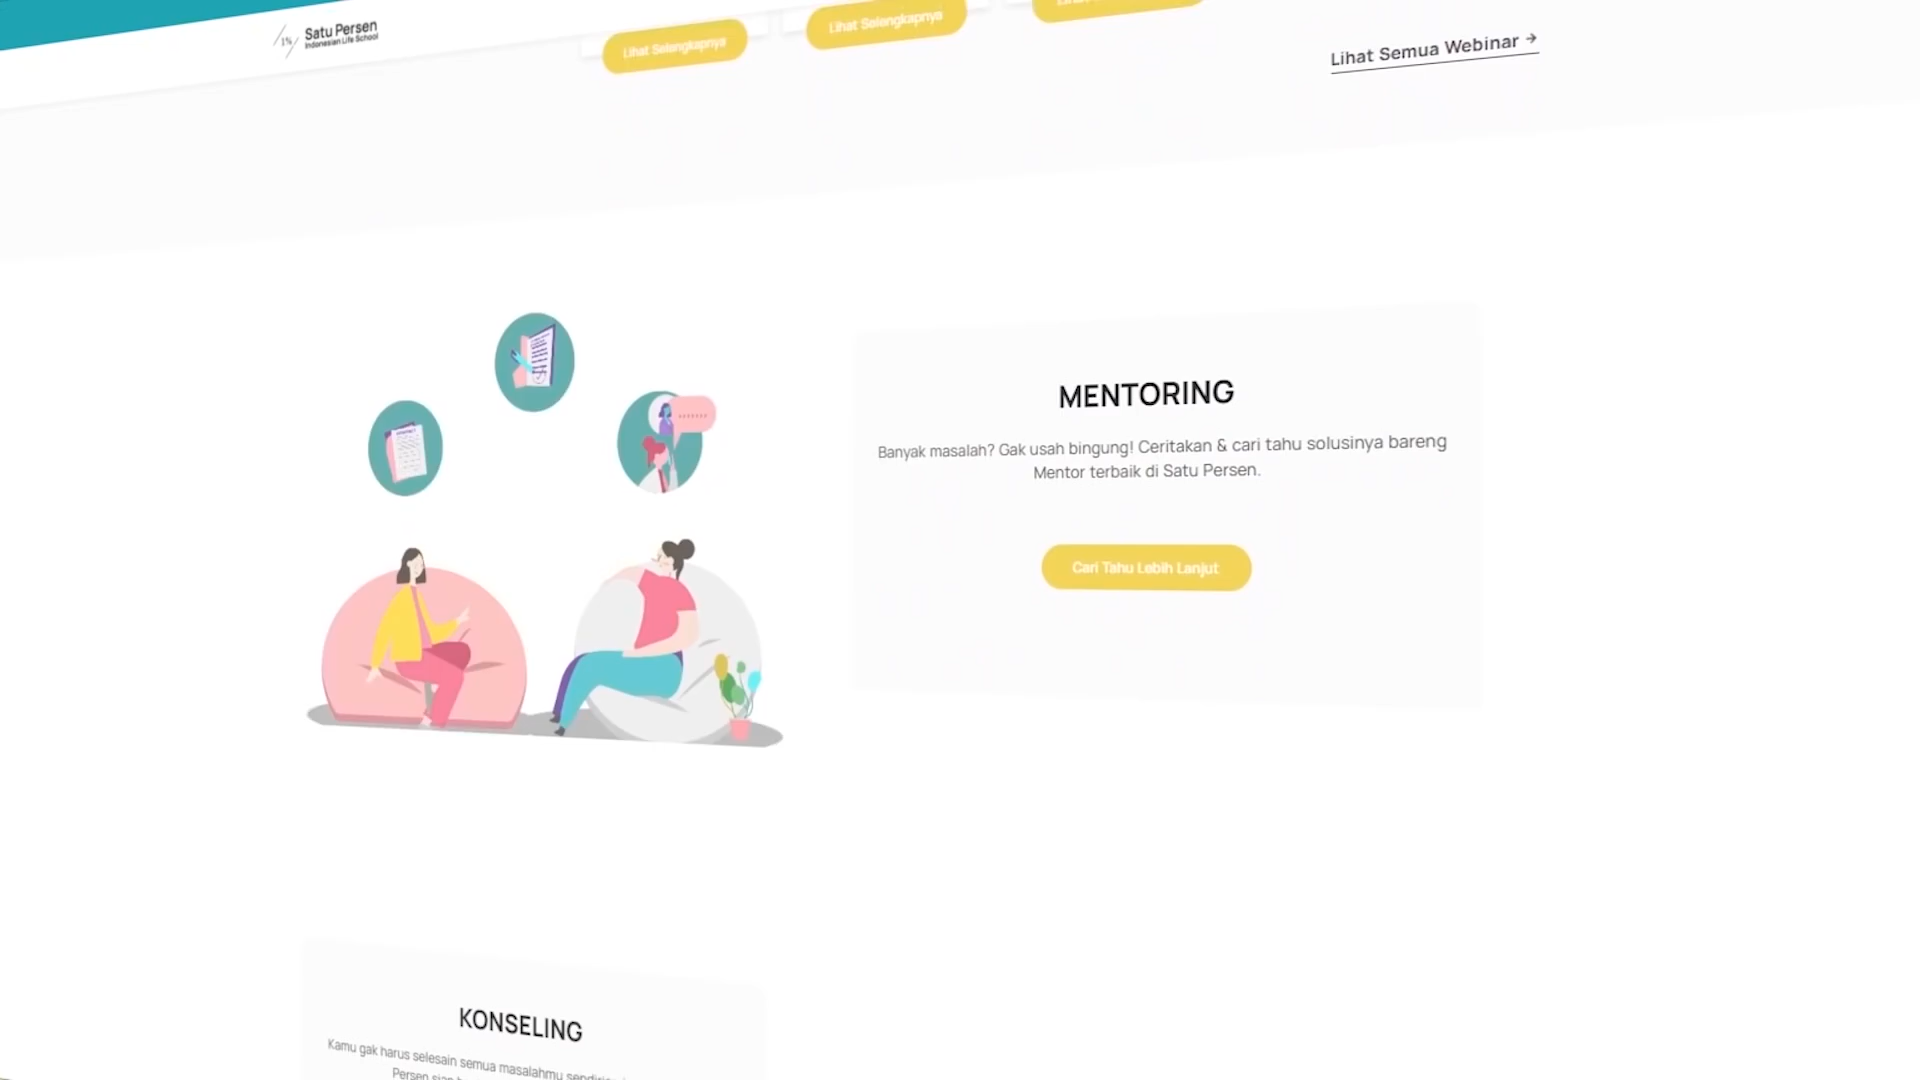 1%
Satu Persen
Indonesian Life School
Lihat Selengkapnya
Lihat Selengkapnya
Lihat Semua Webinar →
MENTORING
Banyak masalah? Gak usah bingung! Ceritakan & cari tahu solusinya bareng
Mentor terbaik di Satu Persen.
Cari Tahu Lebih Lanjut
KONSELING
Kamu gak harus selesain semua masalahmu
Persen